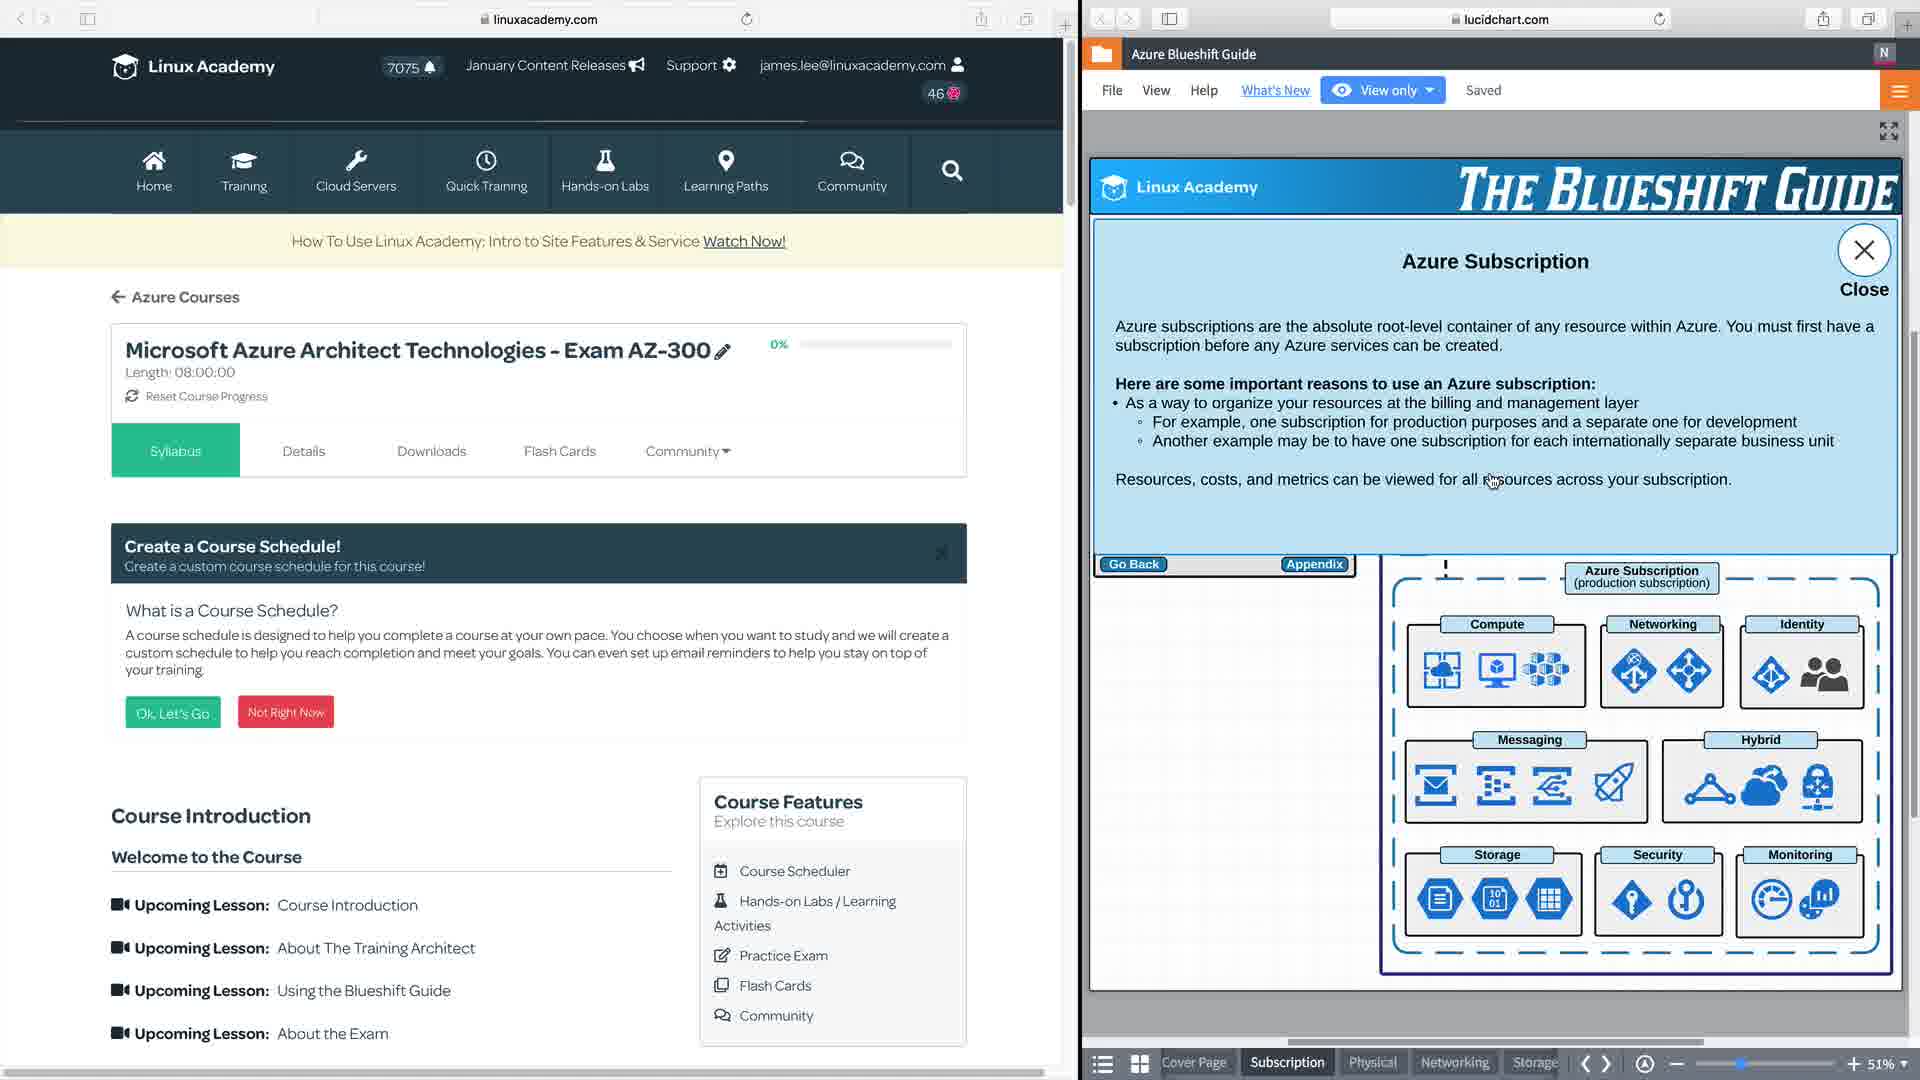 linuxacademy.com
Linux Academy
7075
January Content Releases
Support
james.lee@linuxacademy.com
46
Home
Training
Cloud Servers
Quick Training
Hands-on Labs
Learning Paths
Community
How To Use Linux Academy: Intro to Site Features & Service Watch Now!
Azure Courses
Microsoft Azure Architect Technologies - Exam AZ-300
0%
Length: 08:00:00
Reset Course Progress
Syllabus
Details
Downloads
Flash Cards
Community
Create a Course Schedule!
Create a custom course schedule for this course!
What is a Course Schedule?
A course schedule is designed to help you complete a course at your own pace. You choose when you want to study and we will create a
custom schedule to help you reach completion and meet your goals. You can even set up email reminders to help you stay on top of
your training.
Ok, Let's Go
Not Right Now
Course Introduction
Welcome to the Course
Upcoming Lesson: Course Introduction
Upcoming Lesson: About The Training Architect
Upcoming Lesson: Using the Blueshift Guide
Upcoming Lesson: About the Exam
Course Features
Explore this course
Course Scheduler
Hands-on Labs / Learning
Activities
Practice Exam
Flash Cards
Community
lucidchart.com
Azure Blueshift Guide
N
File
View
Help
What's New
View only
Saved
Linux Academy
THE BLUESHIFT GUIDE
Azure Subscription
Close
Azure subscriptions are the absolute root-level container of any resource within Azure. You must first have a
subscription before any Azure services can be created.
Here are some important reasons to use an Azure subscription:
• As a way to organize your resources at the billing and management layer
◦ For example, one subscription for production purposes and a separate one for development
◦ Another example may be to have one subscription for each internationally separate business unit
Resources, costs, and metrics can be viewed for all resources across your subscription.
Go Back
Appendix
Azure Subscription
(production subscription)
Compute
Networking
Identity
Messaging
Hybrid
Storage
Security
Monitoring
10
01
Cover Page
Subscription
Physical
Networking
Storage
51%